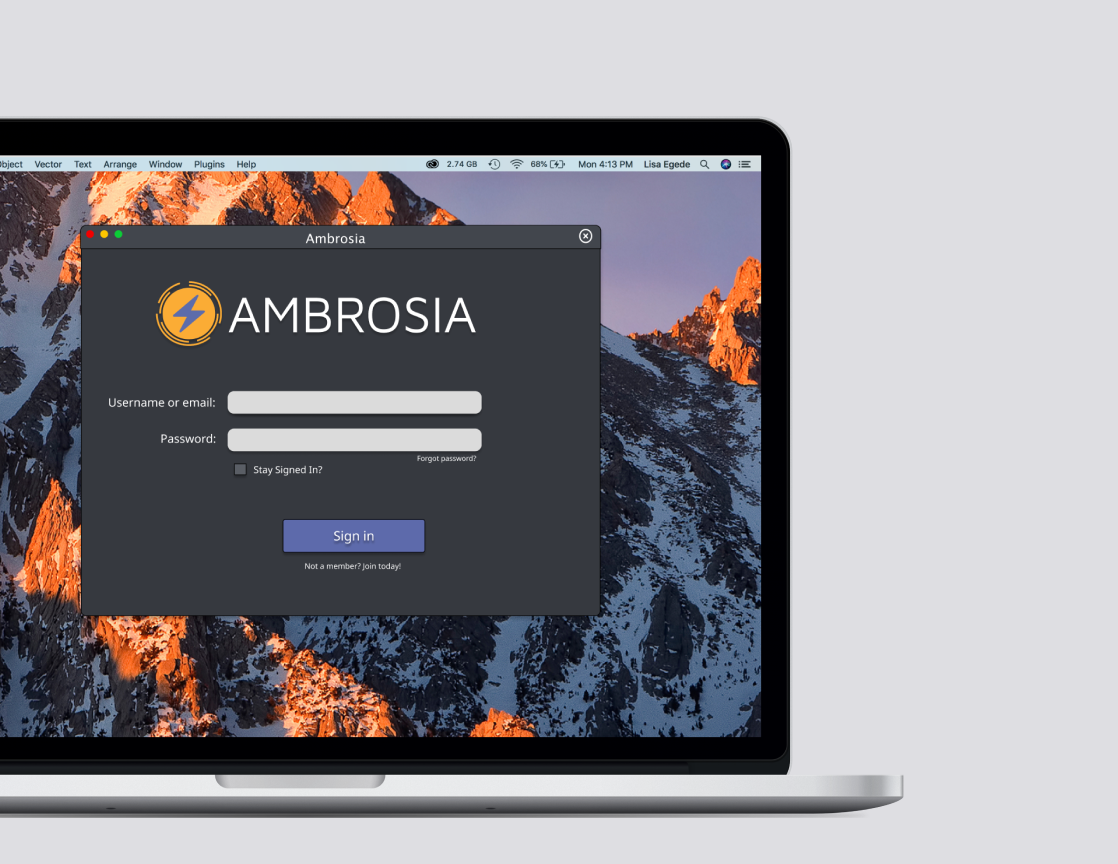 bject Vector Text Arrange Window Plugins Help 2.74 GB 68% Mon 4:13 PM Lisa Egede
Ambrosia
AMBROSIA
Username or email:
Password:
Forgot password?
Stay Signed In?
Sign in
Not a member? Join today!